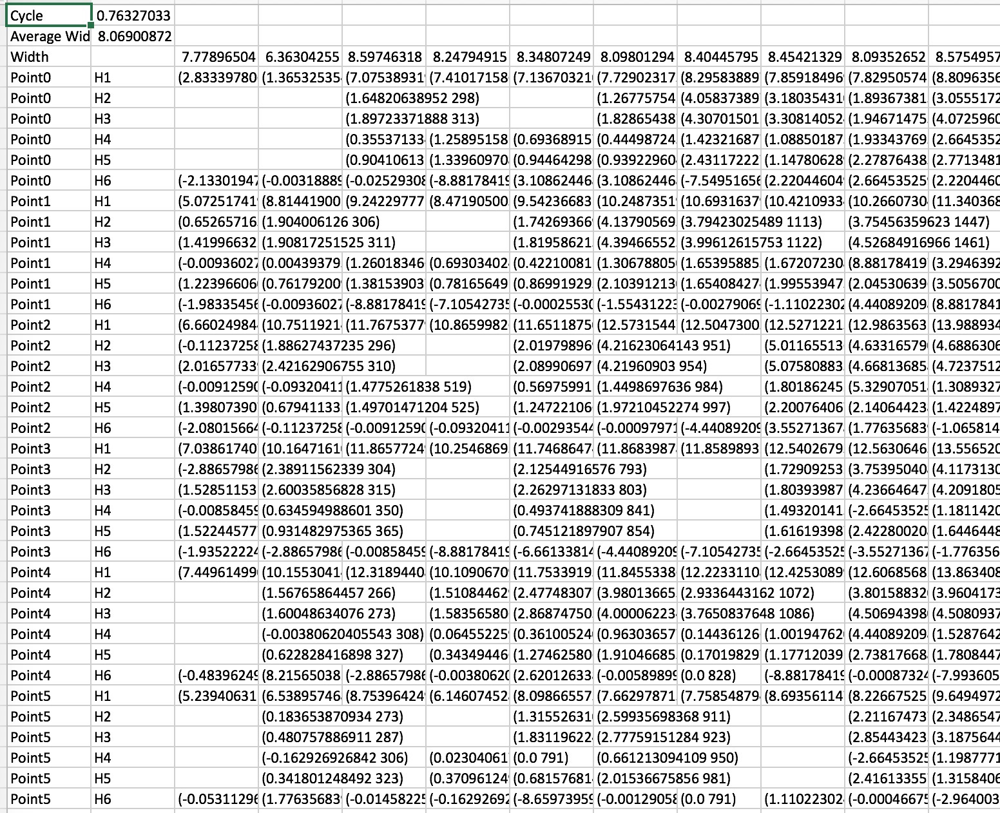 Cycle 0.76327033
Average Wid 8.06900872
Width 7.77896504 6.36304255 8.59746318 8.24794915 8.34807249 8.09801294 8.40445795 8.45421329 8.09352652 8.5754957
Point0 H1 (2.83339780 (1.36532535 (7.07538931 (7.41017158 (7.13670321 (7.72902317 (8.29583889 (7.85918496 (7.82950574 (8.8096356
Point0 H2 (1.64820638952 298) (1.26775754 (4.05837389 (3.18035431 (1.89367381 (3.0555172
Point0 H3 (1.89723371888 313) (1.82865438 (4.30701501 (3.30814052 (1.94671475 (4.0725960
Point0 H4 (0.35537133 (1.25895158 (0.69368915 (0.44498724 (1.42321687 (1.08850187 (1.93343769 (2.6645352
Point0 H5 (0.90410613 (1.33960970 (0.94464298 (0.93922960 (2.43117222 (1.14780628 (2.27876438 (2.7713481
Point0 H6 (-2.13301947 (-0.00318889 (-0.02529308 (-8.88178419 (3.10862446 (3.10862446 (-7.54951656 (2.22044604 (2.66453525 (2.2204460
Point1 H1 (5.07251741 (8.81441900 (9.24229777 (8.47190500 (9.54236683 (10.2487351 (10.6931637 (10.4210933 (10.2660730 (11.340368
Point1 H2 (0.65265716 (1.904006126 306) (1.74269366 (4.13790569 (3.79423025489 1113) (3.75456359623 1447)
Point1 H3 (1.41996632 (1.90817251525 311) (1.81958621 (4.39466552 (3.99612615753 1122) (4.52684916966 1461)
Point1 H4 (-0.00936027 (0.00439379 (1.26018346 (0.69303402 (0.42210081 (1.30678805 (1.65395885 (1.67207230 (8.88178419 (3.2946392
Point1 H5 (1.22396606 (0.76179200 (1.38153903 (0.78165649 (0.86991929 (2.10391213 (1.65408427 (1.99553947 (2.04530639 (3.5056700
Point1 H6 (-1.98335456 (-0.00936027 (-8.88178419 (-7.10542735 (-0.00025530 (-1.55431223 (-0.00279069 (-1.11022302 (4.44089209 (8.8817841
Point2 H1 (6.66024984 (10.7511921 (11.7675377 (10.8659982 (11.6511875 (12.5731544 (12.5047300 (12.5271221 (12.9863563 (13.988934
Point2 H2 (-0.11237258 (1.88627437235 296) (2.01979896 (4.21623064143 951) (5.01165513 (4.63316579 (4.6886306
Point2 H3 (2.01657733 (2.42162906755 310) (2.08990697 (4.21960903 954) (5.07580883 (4.66813685 (4.7237512
Point2 H4 (-0.00912590 (-0.09320411 (1.4775261838 519) (0.56975991 (1.4498697636 984) (1.80186245 (5.32907051 (1.3089327
Point2 H5 (1.39807390 (0.67941133 (1.49701471204 525) (1.24722106 (1.97210452274 997) (2.20076406 (2.14064423 (1.4224897
Point2 H6 (-2.08015664 (-0.11237258 (-0.00912590 (-0.09320411 (-0.00293544 (-0.00097971 (-4.44089209 (3.55271367 (1.77635683 (-1.065814
Point3 H1 (7.03861740 (10.1647161 (11.8657724 (10.2546869 (11.7468647 (11.8683987 (11.8589893 (12.5402679 (12.5630646 (13.556520
Point3 H2 (-2.88657986 (2.38911562339 304) (2.12544916576 793) (1.72909253 (3.75395040 (4.1173130
Point3 H3 (1.52851153 (2.60035856828 315) (2.26297131833 803) (1.80393987 (4.23664647 (4.2091805
Point3 H4 (-0.00858459 (0.634594988601 350) (0.493741888309 841) (1.49320141 (-2.66453525 (1.1811420
Point3 H5 (1.52244577 (0.931482975365 365) (0.745121897907 854) (1.61619398 (2.42280020 (1.6446448
Point3 H6 (-1.93522224 (-2.88657986 (-0.00858459 (-8.88178419 (-6.66133814 (-4.44089209 (-7.10542735 (-2.66453525 (-3.55271367 (-1.776356
Point4 H1 (7.44961499 (10.1553041 (12.3189440 (10.1090670 (11.7533919 (11.8455338 (12.2233110 (12.4253089 (12.6068568 (13.863408
Point4 H2 (1.56765864457 266) (1.51084462 (2.47748307 (3.98013665 (2.9336443162 1072) (3.80158832 (3.9604173
Point4 H3 (1.60048634076 273) (1.58356580 (2.86874750 (4.00006223 (3.7650837648 1086) (4.50694398 (4.5080937
Point4 H4 (-0.00380620405543 308) (0.06455225 (0.36100524 (0.96303657 (0.14436126 (1.00194762 (4.44089209 (1.5287642
Point4 H5 (0.622828416898 327) (0.34349446 (1.27462580 (1.91046685 (0.17019829 (1.17712039 (2.73817668 (1.7808447
Point4 H6 (-0.48396249 (8.21565038 (-2.88657986 (-0.00380620 (2.62012633 (-0.00589899 (0.0 828) (-8.88178419 (-0.00087324 (-7.993605
Point5 H1 (5.23940631 (6.53895746 (8.75396424 (6.14607452 (8.09866557 (7.66297871 (7.75854879 (8.69356114 (8.22667525 (9.6494972
Point5 H2 (0.183653870934 273) (1.31552631 (2.59935698368 911) (2.21167473 (2.3486547
Point5 H3 (0.480757886911 287) (1.83119622 (2.77759151284 923) (2.85443423 (3.1875644
Point5 H4 (-0.162926926842 306) (0.02304061 (0.0 791) (0.661213094109 950) (-2.66453525 (1.1987771
Point5 H5 (0.341801248492 323) (0.37096124 (0.68157681 (2.01536675856 981) (2.41613355 (1.3158406
Point5 H6 (-0.05311296 (1.77635683 (-0.01458225 (-0.16292692 (-8.65973959 (-0.00129058 (0.0 791) (1.11022302 (-0.00046675 (-2.964003